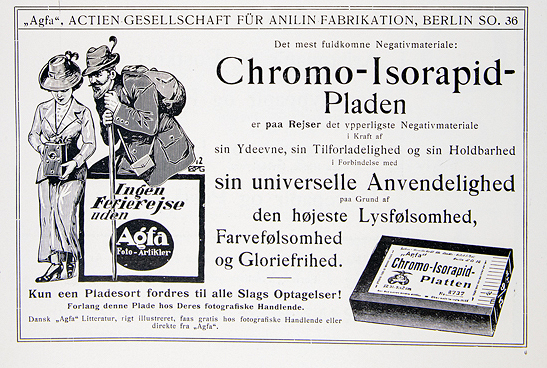 „Agfa“, ACTIEN GESELLSCHAFT FÜR ANILIN FABRIKATION, BERLIN SO. 36
Det mest fuldkomne Negativmateriale:
Chromo-Isorapid-
Pladen
er paa Rejser det ypperligste Negativmateriale
i Kraft af
sin Ydeevne, sin Tilforladelighed og sin Holdbarhed
i Forbindelse med
sin universelle Anvendelighed
paa Grund af
den højeste Lysfølsomhed,
Farvefølsomhed
og Gloriefrihed.
Ingen
Ferierejse
uden
Agfa
Foto-Artikler
„Agfa“
Chromo-Isorapid-
Platten
Kun een Pladesort fordres til alle Slags Optagelser!
Forlang denne Plade hos Deres fotografiske Handlende.
Dansk „Agfa“ Litteratur, rigt illustreret, faas gratis hos fotografiske Handlende eller
direkte fra „Agfa“.